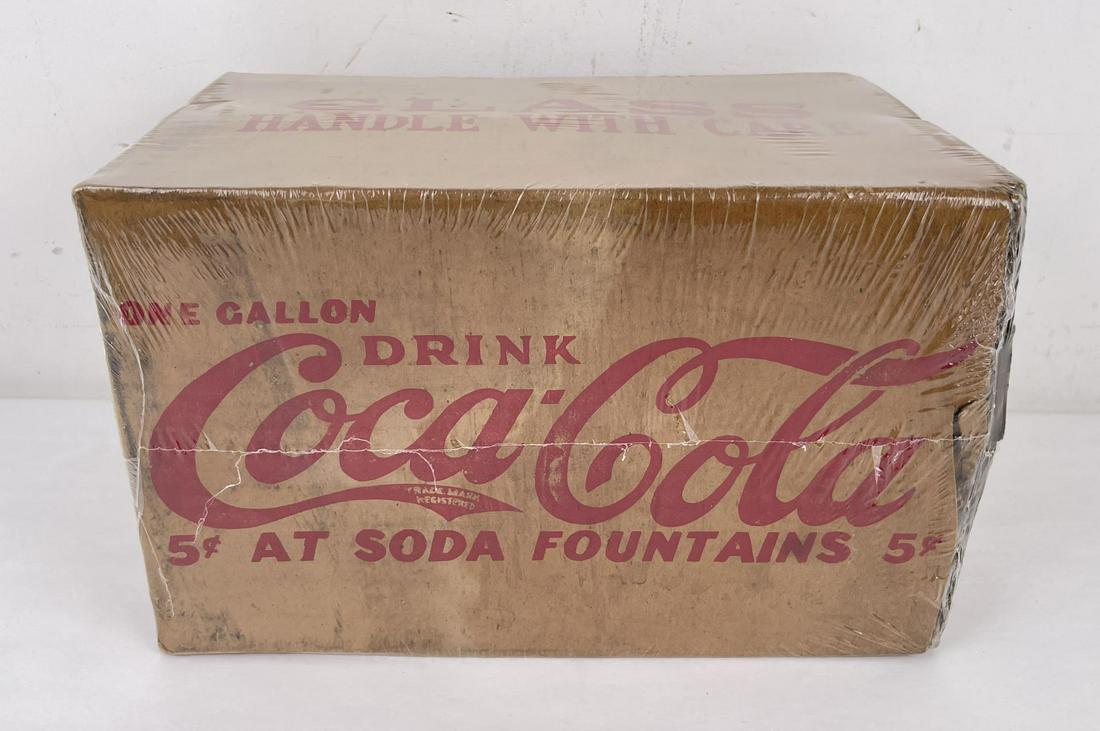 GLASS
HANDLE WITH CARE
ONE GALLON
DRINK
Coca-Cola
TRADE MARK
REGISTERED
5¢ AT SODA FOUNTAINS 5¢